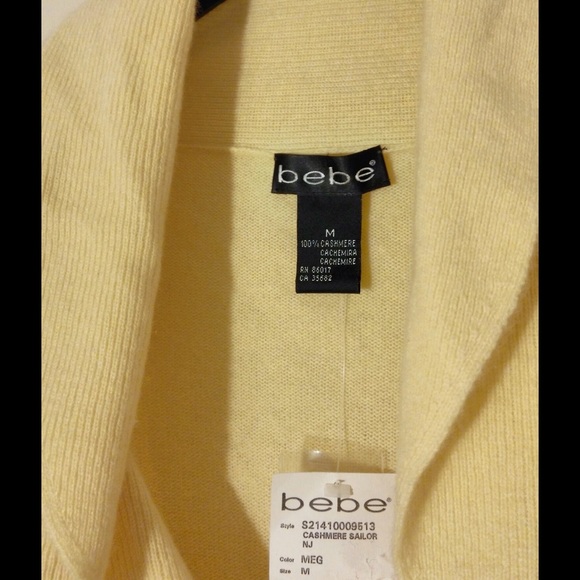 bebe®
M
100% CASHMERE
CACHEMIRA
CACHEMIRE
RN 86017
CA 35682
bebe®
Style S21410009513
CASHMERE SAILOR
NJ
Color MEG
Size M